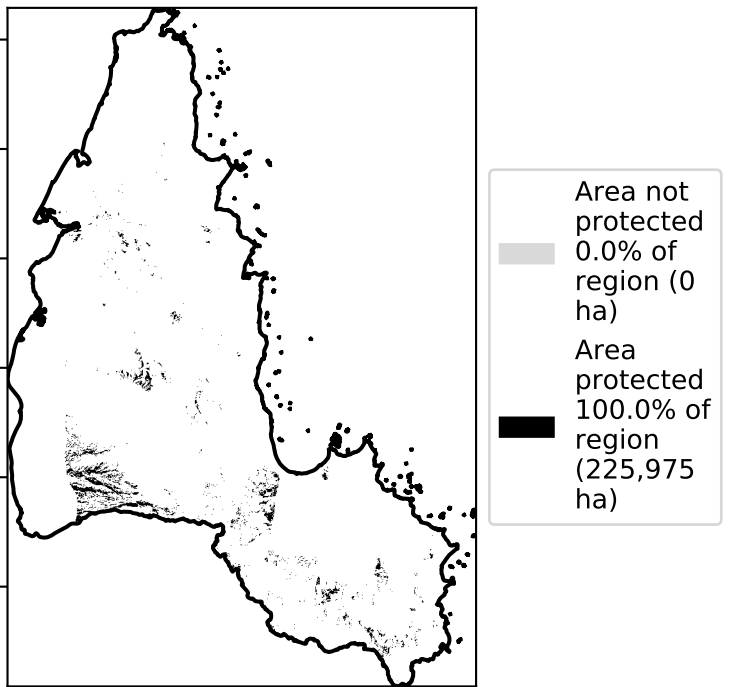 Area not
protected
0.0% of
region (0
ha)
Area
protected
100.0% of
region
(225,975
ha)